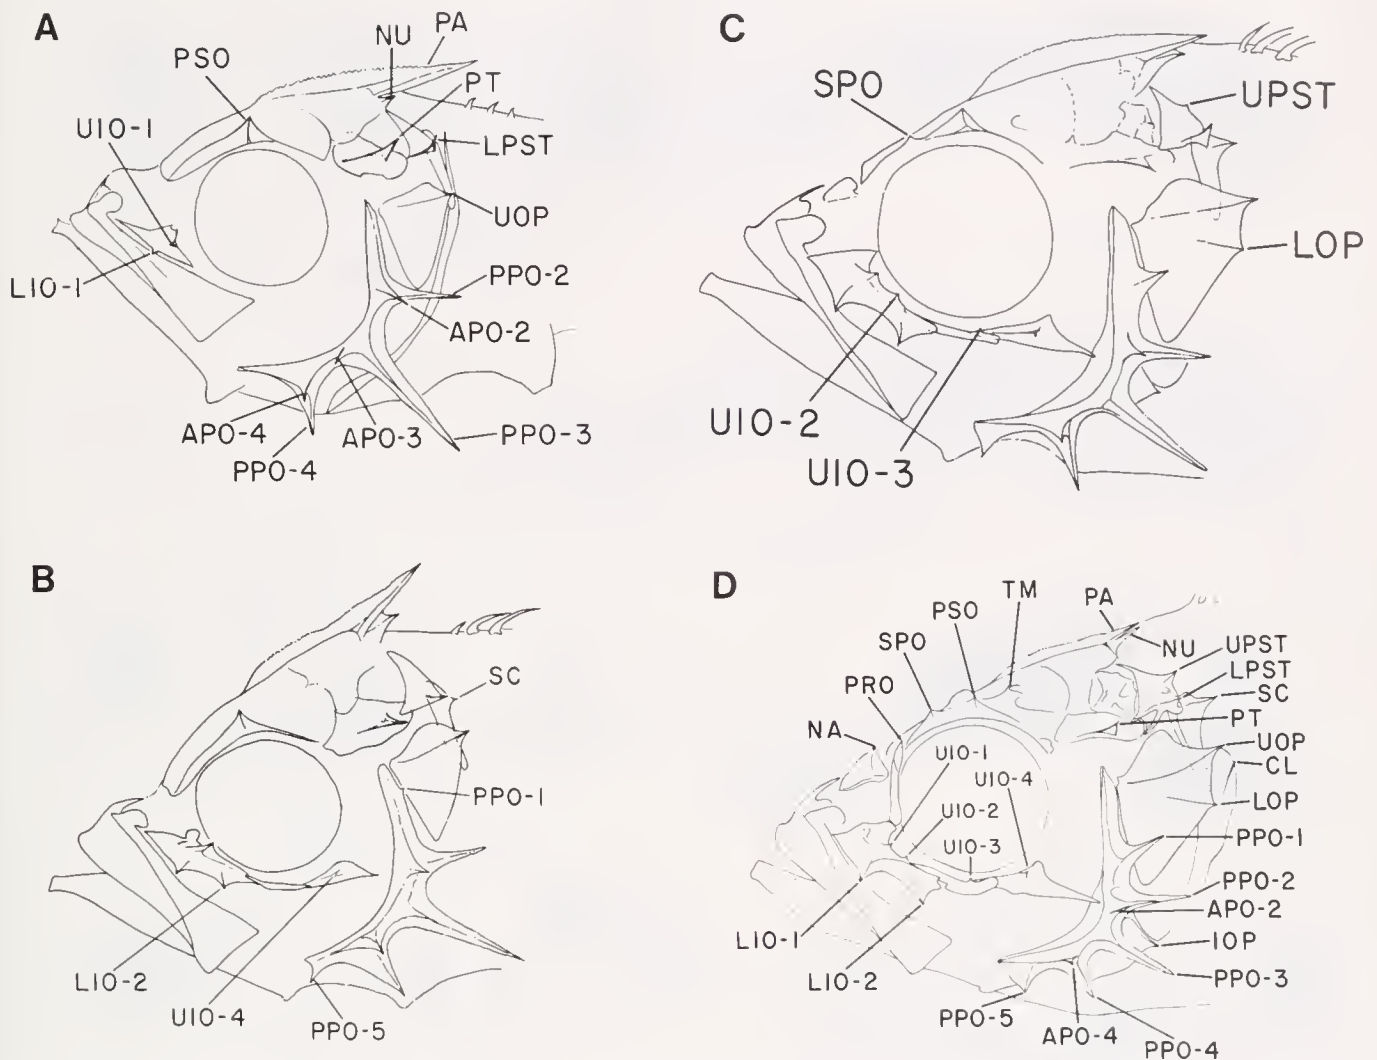 A
PSO
NU
PA
PT
UIO-1
LPST
UOP
LIO-1
PPO-2
APO-2
APO-4
APO-3
PPO-3
PPO-4
C
SPO
UPST
LOP
UIO-2
UIO-3
B
SC
PPO-1
LIO-2
UIO-4
PPO-5
D
TM
PSO
PA
SPO
NU
UPST
LPST
PRO
SC
PT
NA
UOP
UIO-1
CL
UIO-4
LOP
UIO-2
UIO-3
PPO-1
PPO-2
APO-2
LIO-1
IOP
LIO-2
PPO-3
PPO-5
APO-4
PPO-4